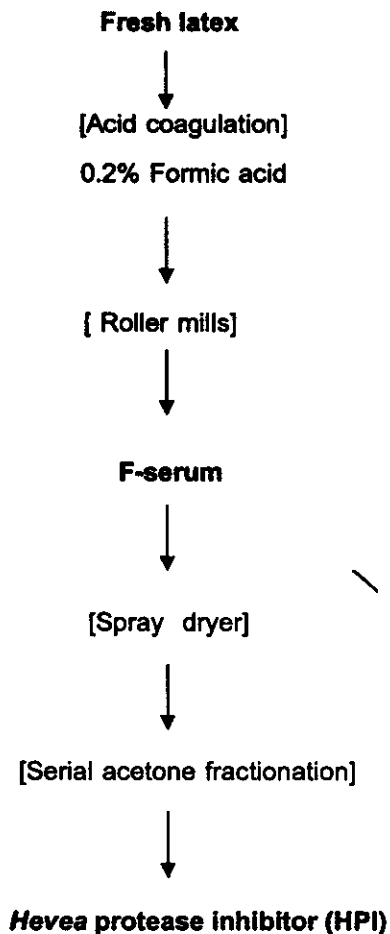 Fresh latex
[Acid coagulation]
0.2% Formic acid
[ Roller mills]
F-serum
[Spray dryer]
[Serial acetone fractionation]
Hevea protease inhibitor (HPI)